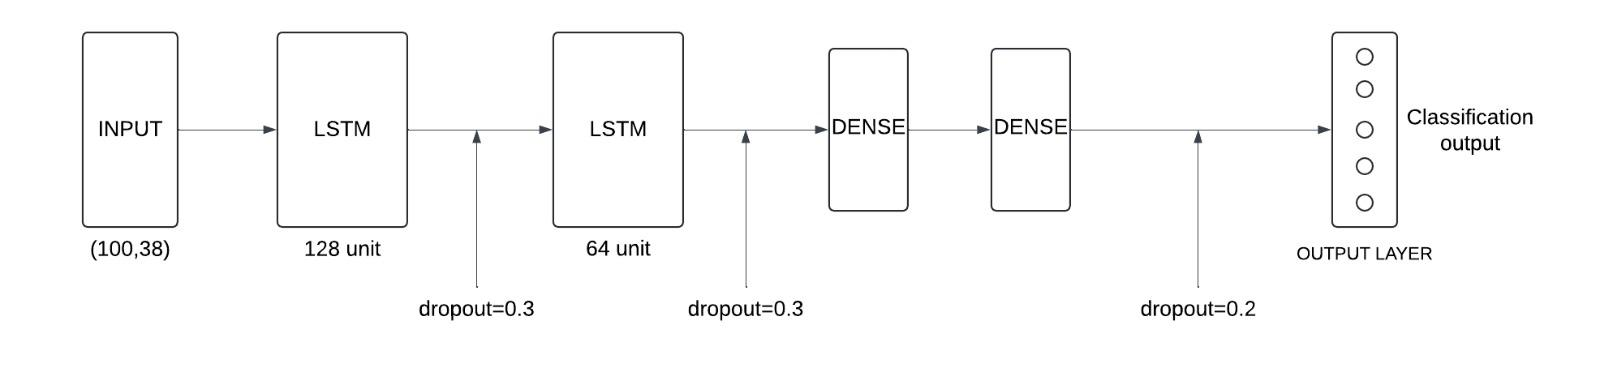 INPUT
(100,38)
LSTM
128 unit
dropout=0.3
LSTM
64 unit
dropout=0.3
DENSE
DENSE
dropout=0.2
OUTPUT LAYER
Classification
output